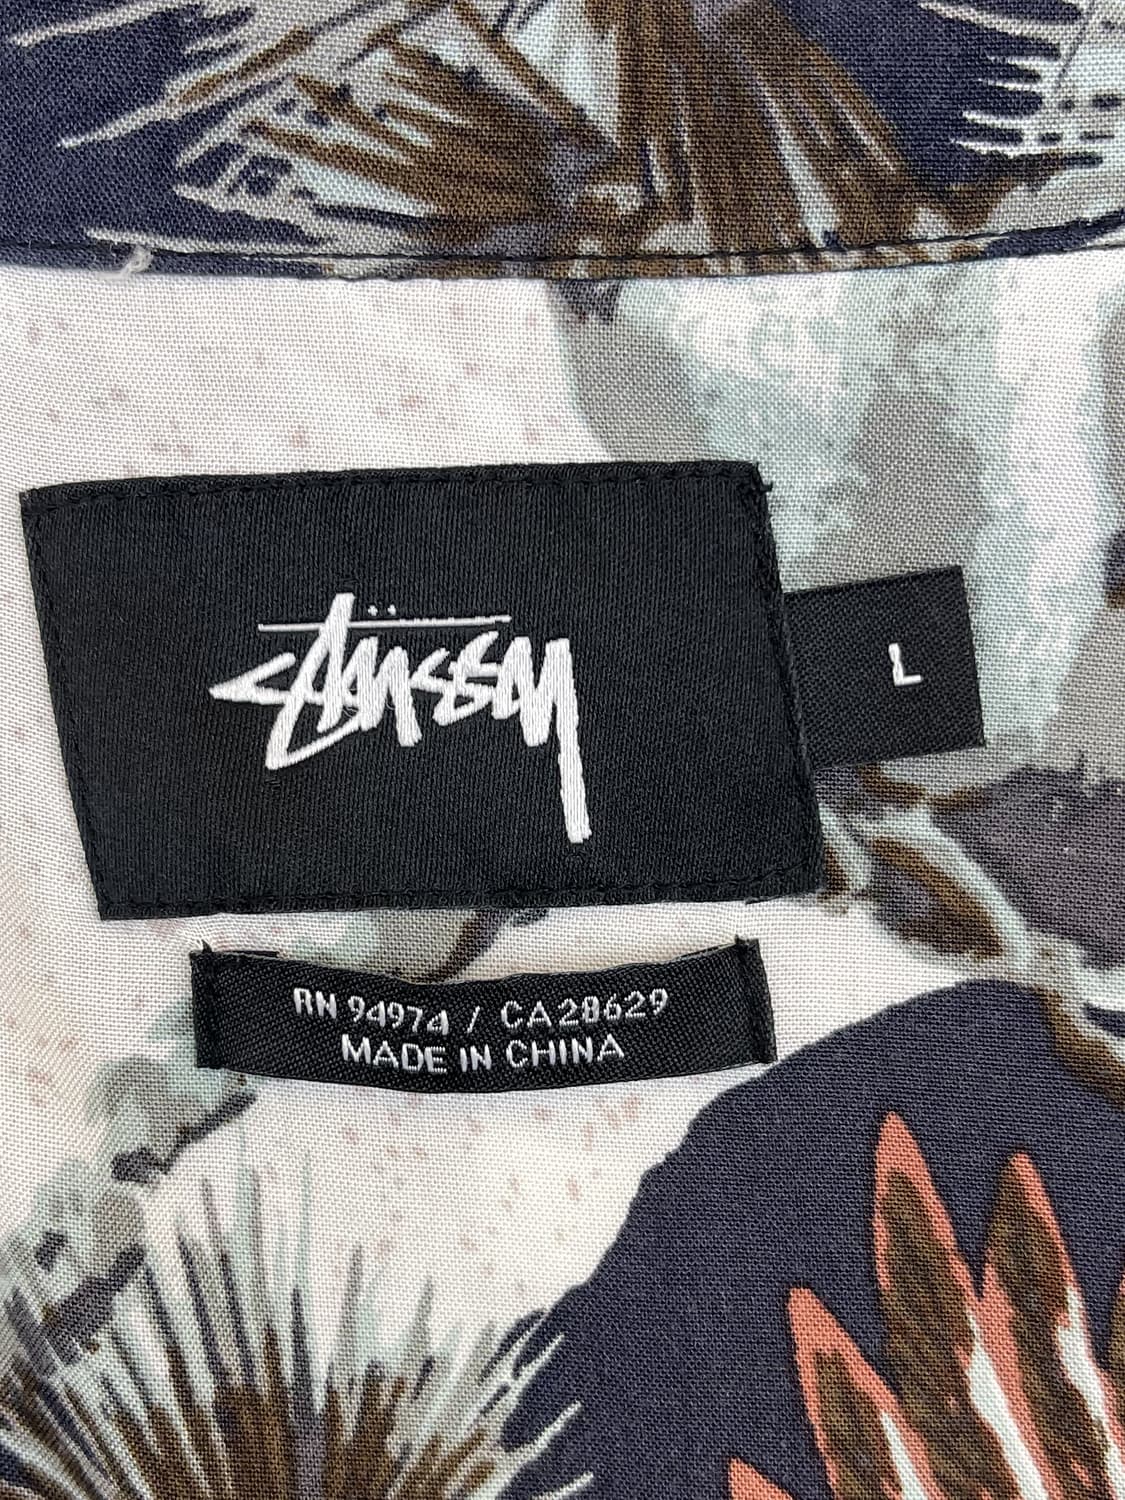 Stüssy
L
RN 94974 / CA28629
MADE IN CHINA